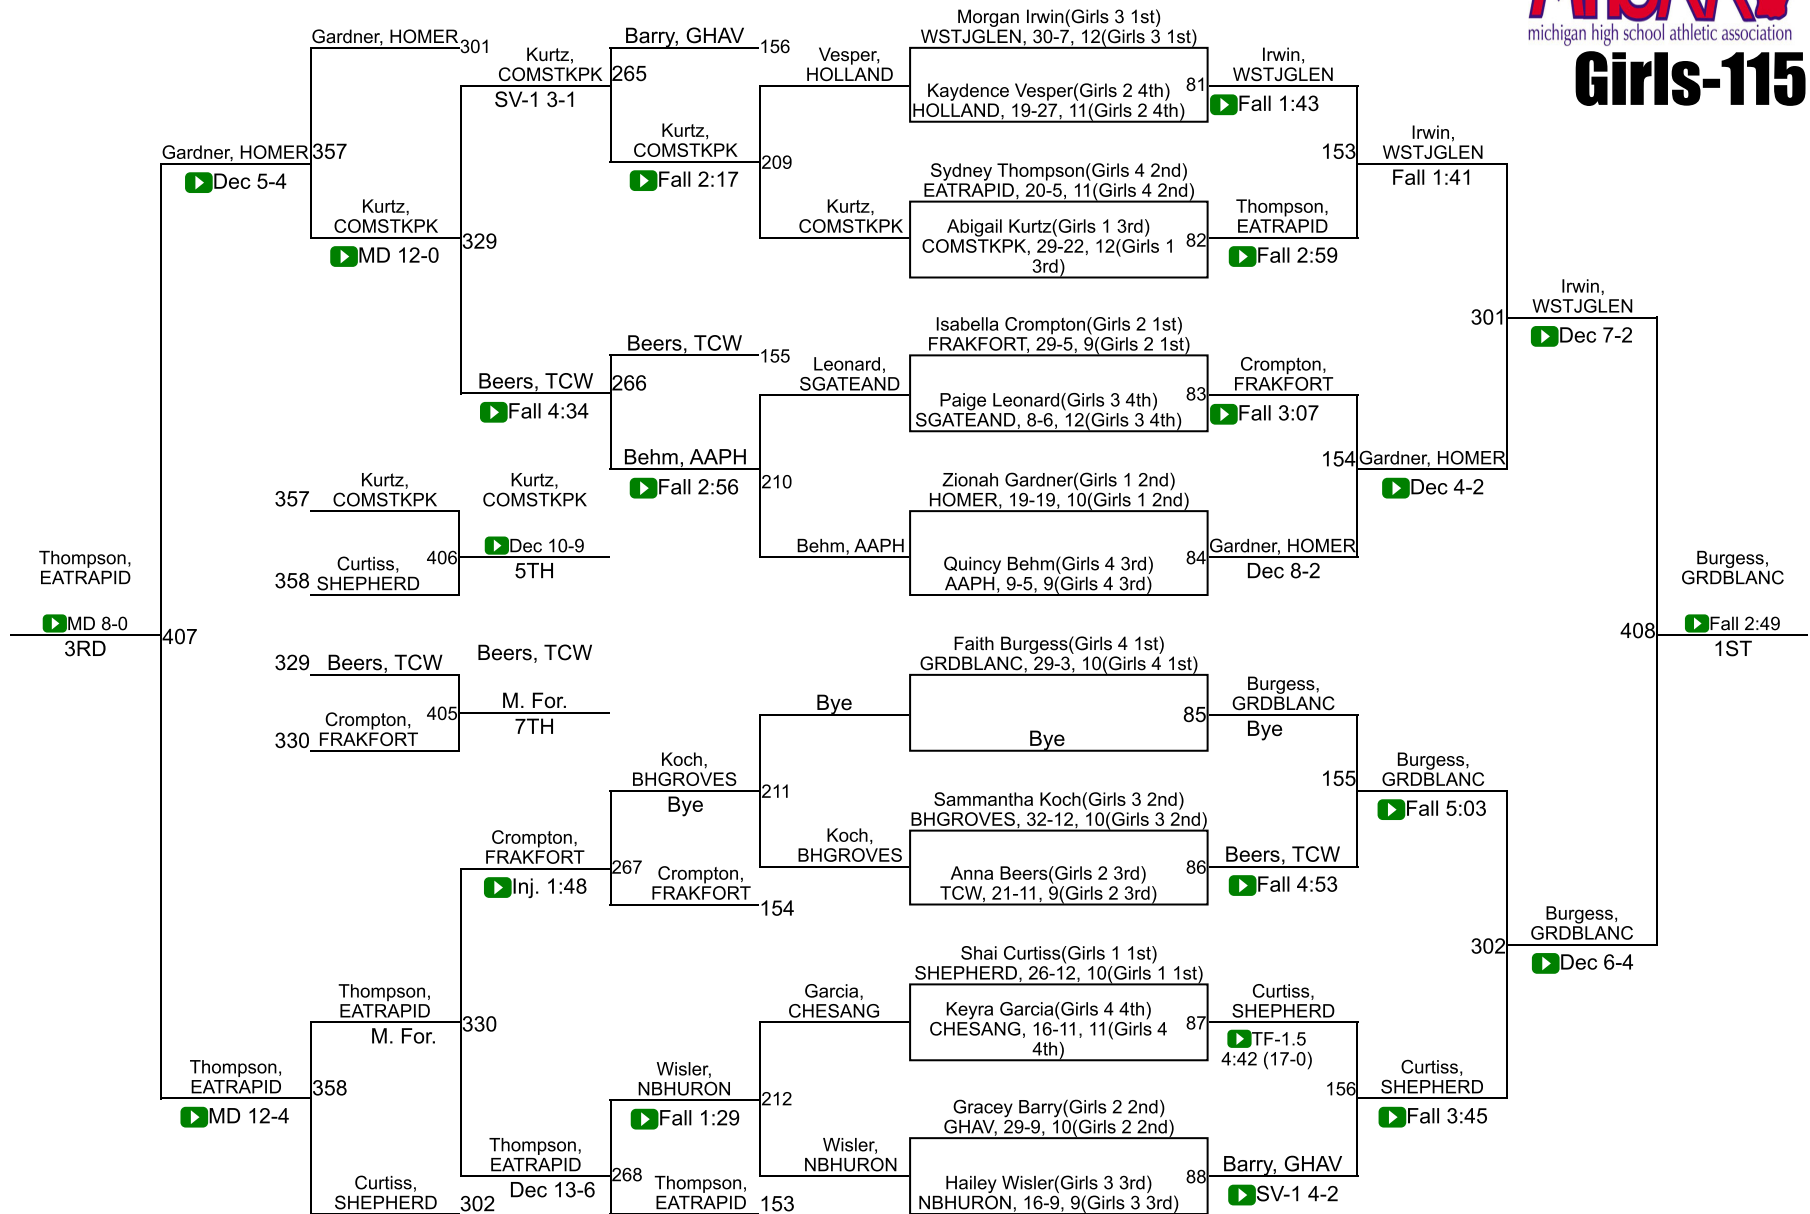 MHSAA
michigan high school athletic association
Girls-115
Gardner, HOMER
301
Kurtz,
COMSTKPK
SV-1 3-1
Barry, GHAV
156
265
Kurtz,
COMSTKPK
Fall 2:17
209
Vesper,
HOLLAND
Kurtz,
COMSTKPK
Gardner, HOMER
Dec 5-4
357
Kurtz,
COMSTKPK
MD 12-0
329
Beers, TCW
Fall 4:34
Beers, TCW
155
266
Behm, AAPH
Fall 2:56
210
Leonard,
SGATEAND
Behm, AAPH
357
Kurtz,
COMSTKPK
358
Curtiss,
SHEPHERD
406
Kurtz,
COMSTKPK
Dec 10-9
5TH
Thompson,
EATRAPID
MD 8-0
3RD
407
329
Beers, TCW
330
Crompton,
FRAKFORT
405
Beers, TCW
M. For.
7TH
Koch,
BHGROVES
Bye
211
Bye
Koch,
BHGROVES
Crompton,
FRAKFORT
Inj. 1:48
267
Crompton,
FRAKFORT
154
Thompson,
EATRAPID
M. For.
330
Thompson,
EATRAPID
MD 12-4
358
Curtiss,
SHEPHERD
302
Thompson,
EATRAPID
Dec 13-6
Wisler,
NBHURON
Fall 1:29
212
268
Thompson,
EATRAPID
153
Garcia,
CHESANG
Wisler,
NBHURON
Morgan Irwin(Girls 3 1st)
WSTJGLEN, 30-7, 12(Girls 3 1st)
Kaydence Vesper(Girls 2 4th)
HOLLAND, 19-27, 11(Girls 2 4th)
81
Sydney Thompson(Girls 4 2nd)
EATRAPID, 20-5, 11(Girls 4 2nd)
Abigail Kurtz(Girls 1 3rd)
COMSTKPK, 29-22, 12(Girls 1
3rd)
82
Isabella Crompton(Girls 2 1st)
FRAKFORT, 29-5, 9(Girls 2 1st)
Paige Leonard(Girls 3 4th)
SGATEAND, 8-6, 12(Girls 3 4th)
83
Zionah Gardner(Girls 1 2nd)
HOMER, 19-19, 10(Girls 1 2nd)
Quincy Behm(Girls 4 3rd)
AAPH, 9-5, 9(Girls 4 3rd)
84
Faith Burgess(Girls 4 1st)
GRDBLANC, 29-3, 10(Girls 4 1st)
Bye
85
Sammantha Koch(Girls 3 2nd)
BHGROVES, 32-12, 10(Girls 3 2nd)
Anna Beers(Girls 2 3rd)
TCW, 21-11, 9(Girls 2 3rd)
86
Shai Curtiss(Girls 1 1st)
SHEPHERD, 26-12, 10(Girls 1 1st)
Keyra Garcia(Girls 4 4th)
CHESANG, 16-11, 11(Girls 4
4th)
87
Gracey Barry(Girls 2 2nd)
GHAV, 29-9, 10(Girls 2 2nd)
Hailey Wisler(Girls 3 3rd)
NBHURON, 16-9, 9(Girls 3 3rd)
88
Irwin,
WSTJGLEN
Fall 1:43
Thompson,
EATRAPID
Fall 2:59
153
Irwin,
WSTJGLEN
Fall 1:41
Crompton,
FRAKFORT
Fall 3:07
Gardner, HOMER
Dec 8-2
154
Gardner, HOMER
Dec 4-2
301
Irwin,
WSTJGLEN
Dec 7-2
Burgess,
GRDBLANC
Bye
Beers, TCW
Fall 4:53
155
Burgess,
GRDBLANC
Fall 5:03
Curtiss,
SHEPHERD
TF-1.5
4:42 (17-0)
Barry, GHAV
SV-1 4-2
156
Curtiss,
SHEPHERD
Fall 3:45
302
Burgess,
GRDBLANC
Dec 6-4
408
Burgess,
GRDBLANC
Fall 2:49
1ST